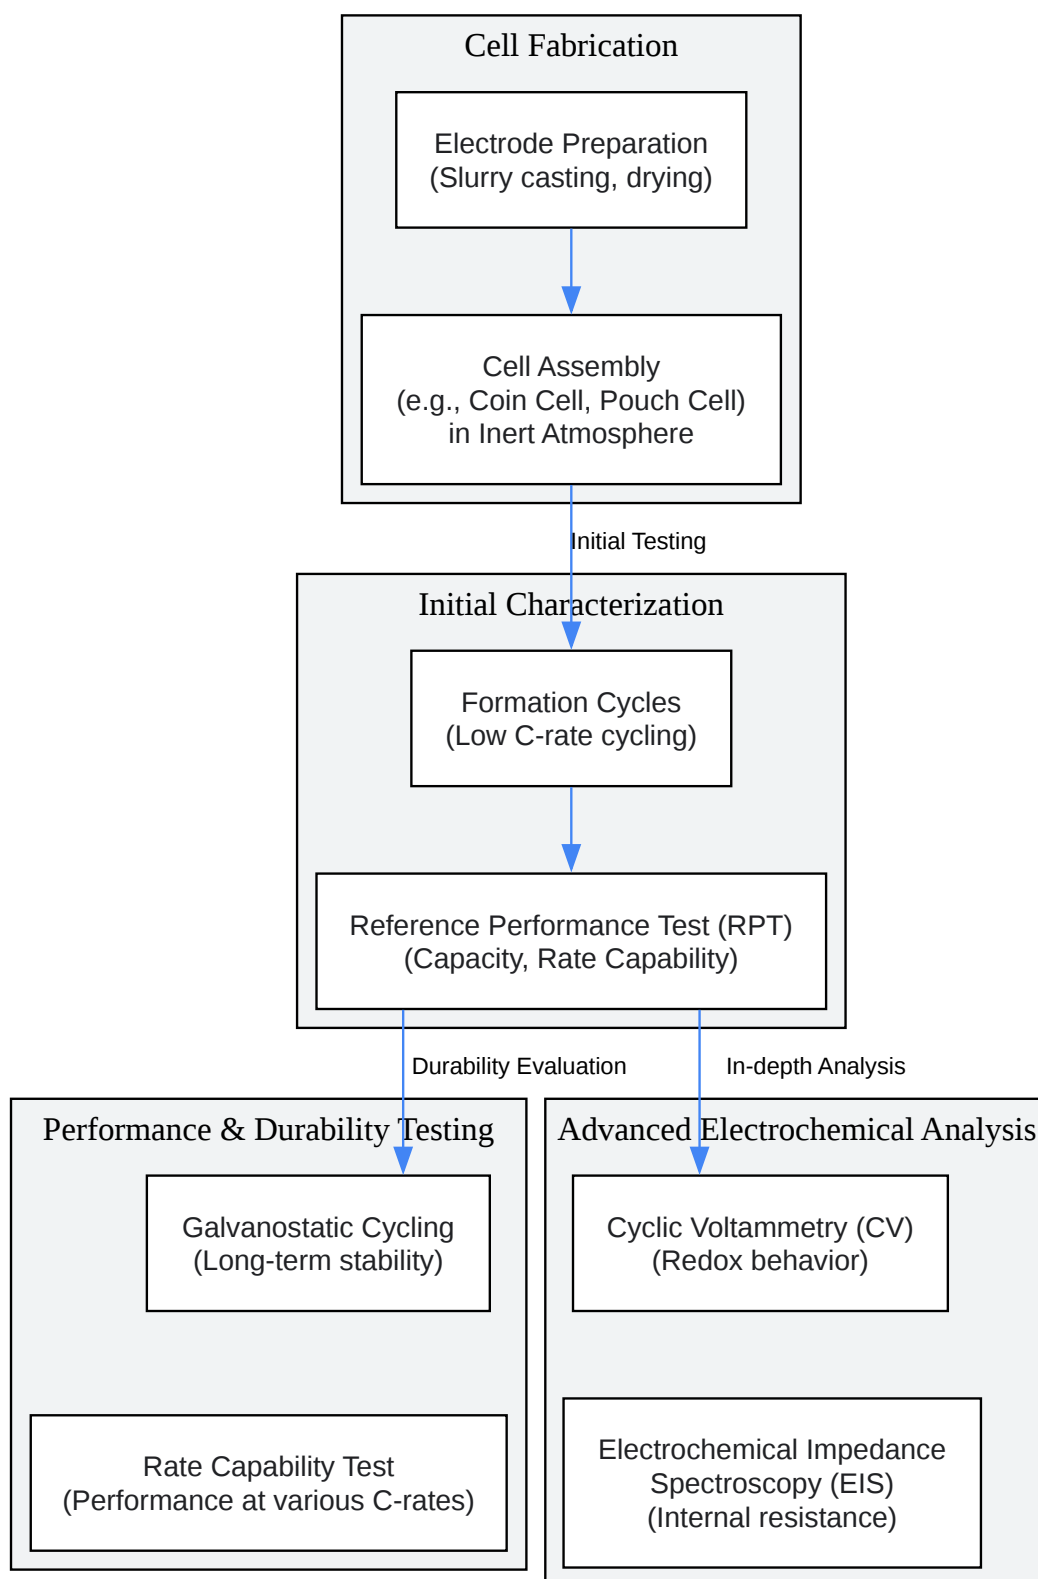 Cell Fabrication
Electrode Preparation
(Slurry casting, drying)
Cell Assembly
(e.g., Coin Cell, Pouch Cell)
in Inert Atmosphere
Initial Testing
Initial Characterization
Formation Cycles
(Low C-rate cycling)
Reference Performance Test (RPT)
(Capacity, Rate Capability)
Durability Evaluation
In-depth Analysis
Performance & Durability Testing
Galvanostatic Cycling
(Long-term stability)
Rate Capability Test
(Performance at various C-rates)
Advanced Electrochemical Analysis
Cyclic Voltammetry (CV)
(Redox behavior)
Electrochemical Impedance
Spectroscopy (EIS)
(Internal resistance)